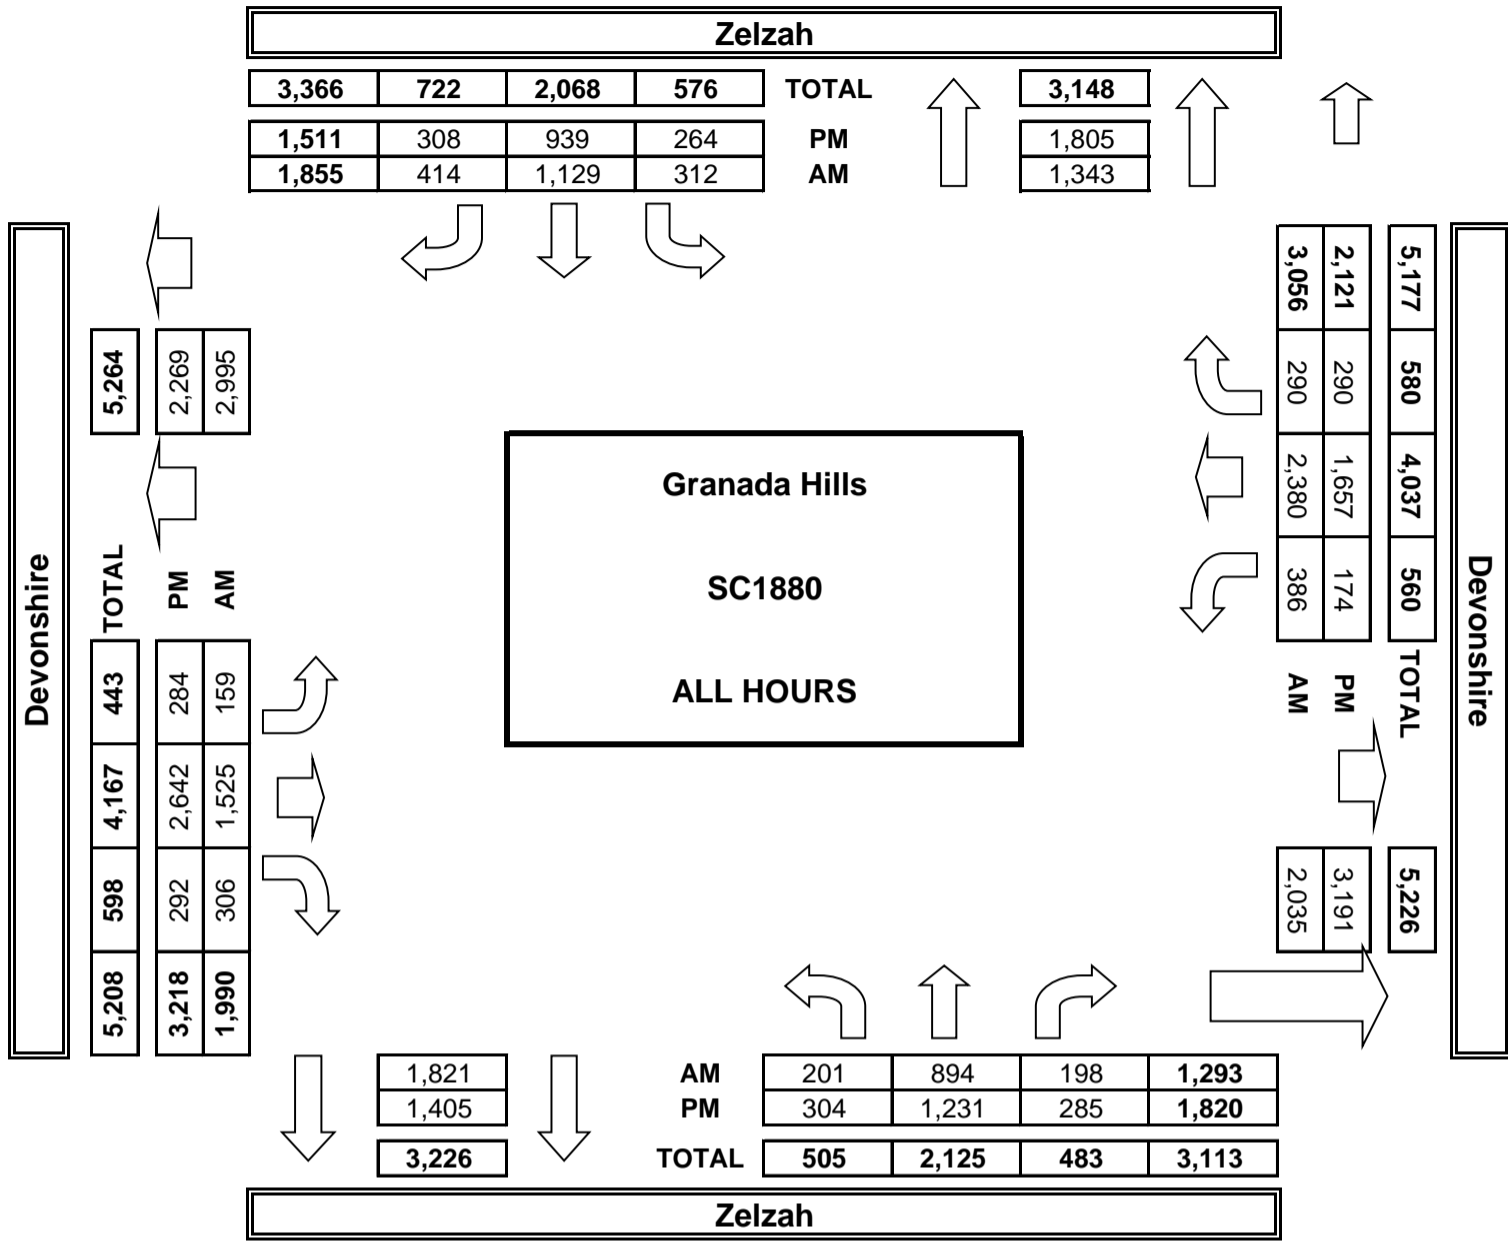 Zelzah
3,366 722 2,068 576 TOTAL 3,148
1,511 308 939 264 PM 1,805
1,855 414 1,129 312 AM 1,343
Devonshire
5,264
2,269
2,995
TOTAL
PM
AM
443 4,167 598 5,208
284 2,642 292 3,218
159 1,525 306 1,990
Granada Hills
SC1880
ALL HOURS
5,177 580 4,037 560 TOTAL
2,121 290 1,657 174 PM
3,056 290 2,380 386 AM
5,226
3,191
2,035
Devonshire
1,821 AM 201 894 198 1,293
1,405 PM 304 1,231 285 1,820
3,226 TOTAL 505 2,125 483 3,113
Zelzah